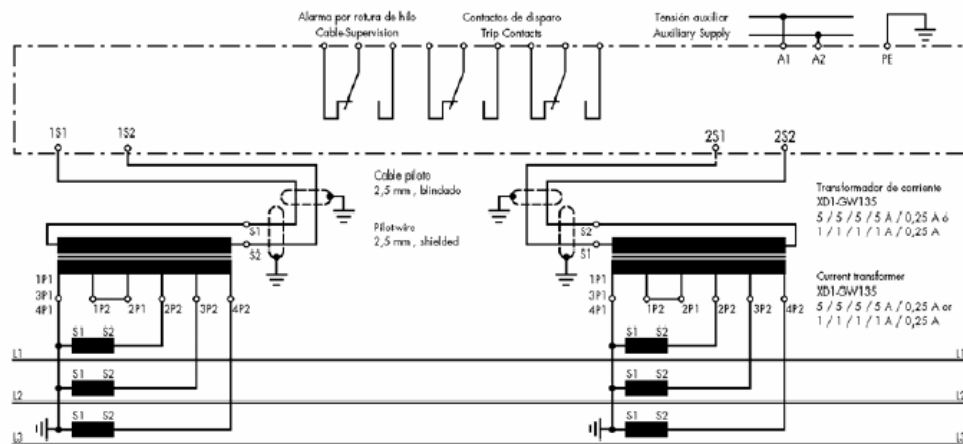 Alarma por rotura de hilo
Cable-Supervision
Contactos de disparo
Trip Contacts
Tensión auxiliar
Auxiliary Supply
A1
A2
PE
1S1
1S2
2S1
2S2
Cable piloto
2,5 mm , blindado
Pilotwire
2,5 mm , shielded
Transformador de corriente
XD1-GW135
5 / 5 / 5 / 5 A / 0,25 A ó
1 / 1 / 1 / 1 A / 0,25 A
Current transformer
XD1-GW135
5 / 5 / 5 / 5 A / 0,25 A or
1 / 1 / 1 / 1 A / 0,25 A
S1
S2
S2
S1
1P1
3P1
4P1
1P2
2P1
2P2
3P2
4P2
1P1
3P1
4P1
1P2
2P1
2P2
3P2
4P2
S1 S2
S1 S2
L1
L1
S1 S2
S1 S2
L2
L2
S1 S2
S1 S2
L3
L3